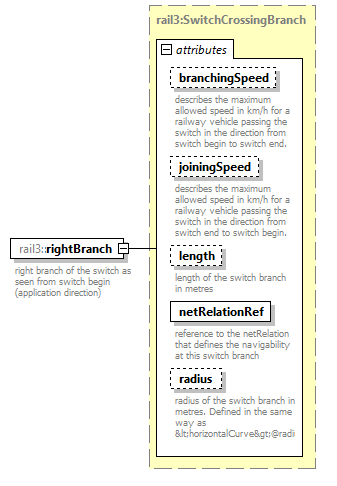 rail3:SwitchCrossingBranch
attributes
branchingSpeed
describes the maximum
allowed speed in km/h for a
railway vehicle passing the
switch in the direction from
switch begin to switch end.
joiningSpeed
describes the maximum
allowed speed in km/h for a
railway vehicle passing the
switch in the direction from
switch end to switch begin.
rail3::rightBranch
right branch of the switch as
seen from switch begin
(application direction)
length
length of the switch branch
in metres
netRelationRef
reference to the netRelation
that defines the navigability
at this switch branch
radius
radius of the switch branch in
metres. Defined in the same
way as
&lt;horizontalCurve&gt;@radi